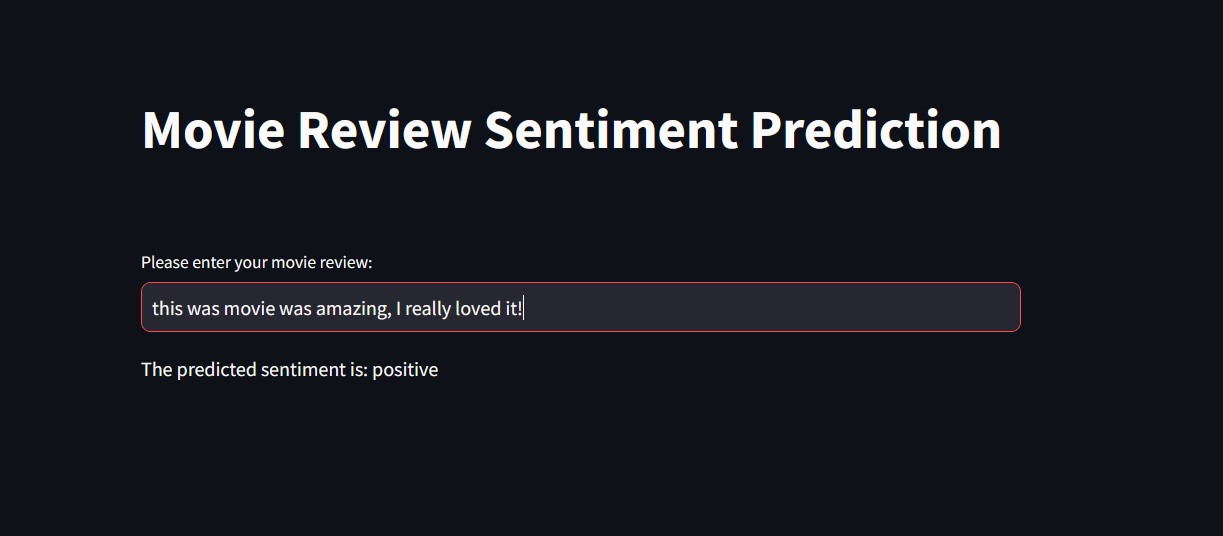 Movie Review Sentiment Prediction
Please enter your movie review:
this was movie was amazing, I really loved it!
The predicted sentiment is: positive